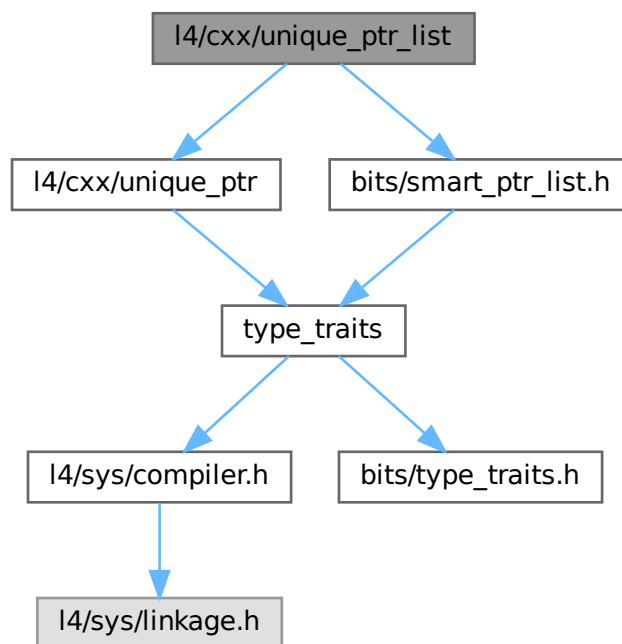 l4/cxx/unique_ptr_list
l4/cxx/unique_ptr
bits/smart_ptr_list.h
type_traits
l4/sys/compiler.h
bits/type_traits.h
l4/sys/linkage.h